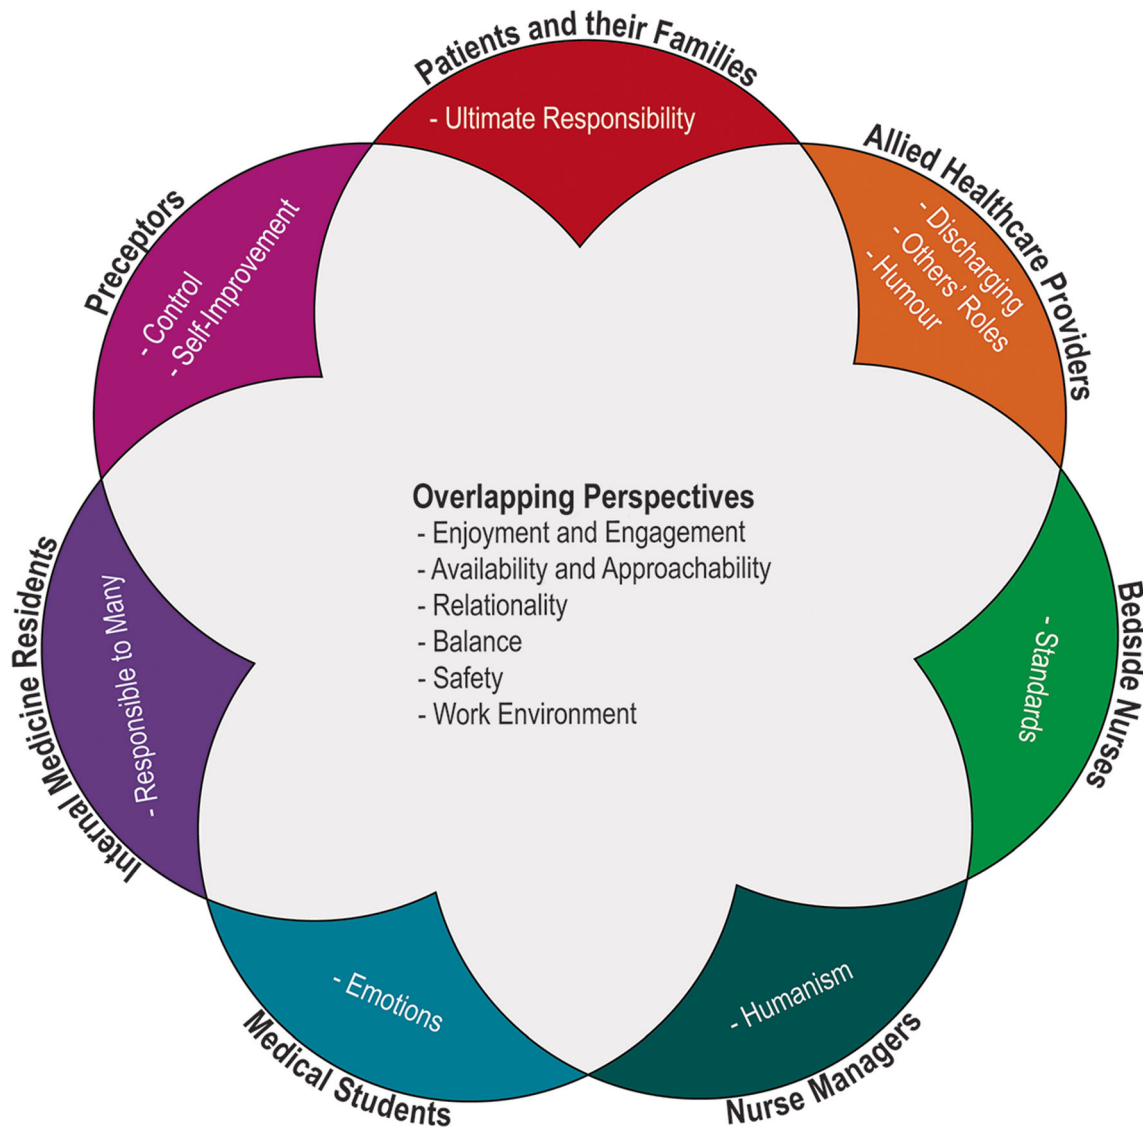 Patients and their Families
- Ultimate Responsibility
Allied Healthcare Providers
- Discharging
- Others' Roles
- Humour
Bedside Nurses
- Standards
Nurse Managers
- Humanism
Medical Students
- Emotions
Internal Medicine Residents
- Responsible to Many
Preceptors
- Control
- Self-Improvement
Overlapping Perspectives
- Enjoyment and Engagement
- Availability and Approachability
- Relationality
- Balance
- Safety
- Work Environment